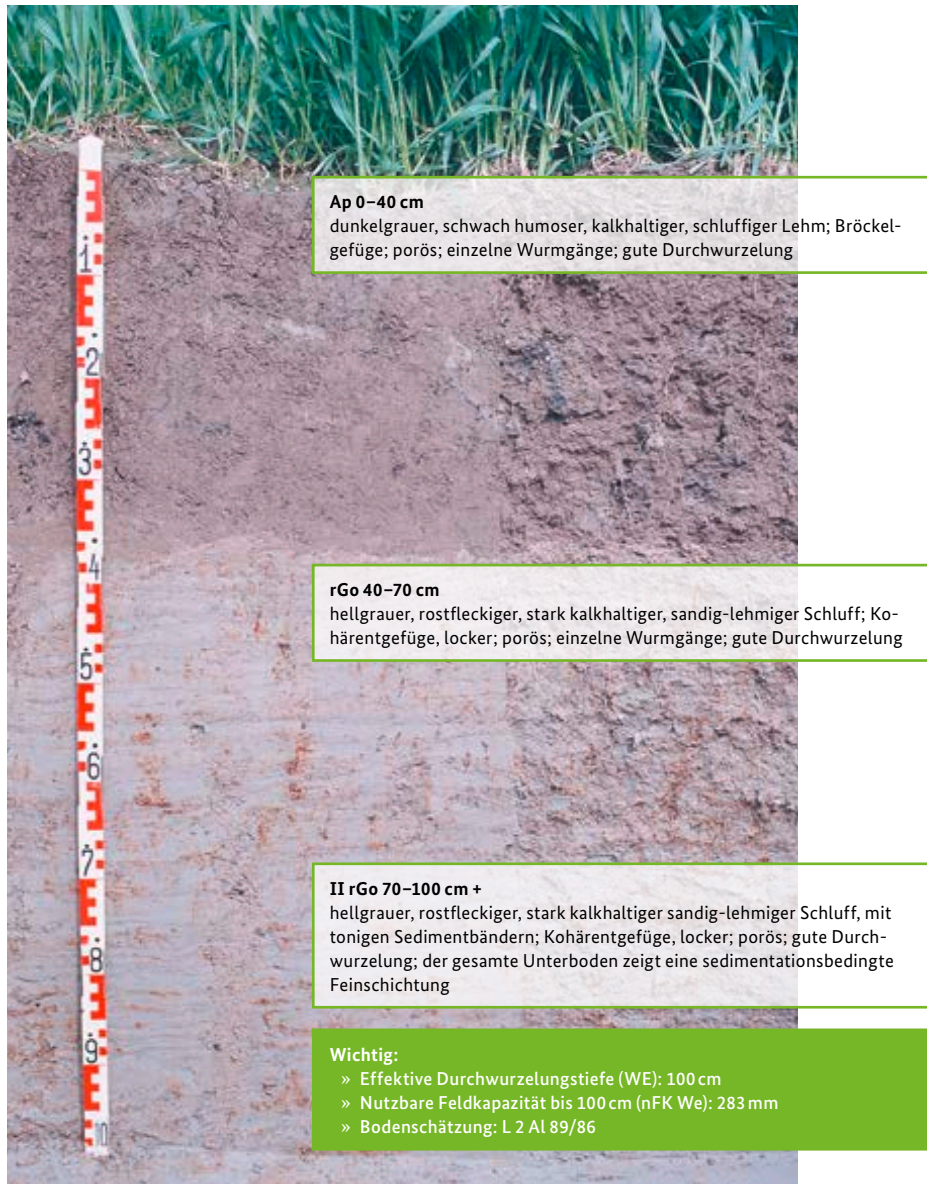 Ap 0–40 cm
dunkelgrauer, schwach humoser, kalkhaltiger, schluffiger Lehm; Bröckel-
gefüge; porös; einzelne Wurmgänge; gute Durchwurzelung
1
2
3
rGo 40–70 cm
hellgrauer, rostfleckiger, stark kalkhaltiger, sandig-lehmiger Schluff; Ko-
härentgefüge, locker; porös; einzelne Wurmgänge; gute Durchwurzelung
4
5
6
7
II rGo 70–100 cm +
hellgrauer, rostfleckiger, stark kalkhaltiger sandig-lehmiger Schluff, mit
tonigen Sedimentbändern; Kohärentgefüge, locker; porös; gute Durch-
wurzelung; der gesamte Unterboden zeigt eine sedimentationsbedingte
Feinschichtung
8
9
10
Wichtig:
» Effektive Durchwurzelungstiefe (WE): 100 cm
» Nutzbare Feldkapazität bis 100 cm (nFK We): 283 mm
» Bodenschätzung: L 2 Al 89/86